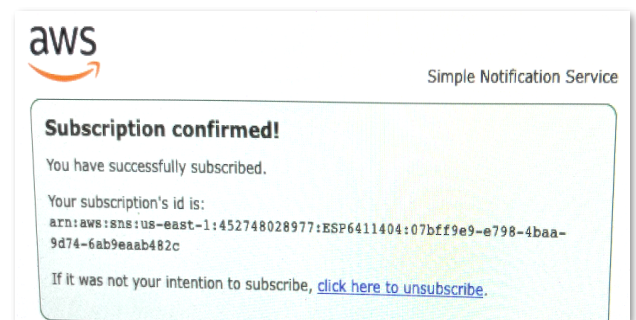 aws
Simple Notification Service
Subscription confirmed!
You have successfully subscribed.
Your subscription's id is:
arn:aws:sns:us-east-1:452748028977:ESP6411404:07bff9e9-e798-4baa-
9d74-6ab9eaab482c
If it was not your intention to subscribe, click here to unsubscribe.